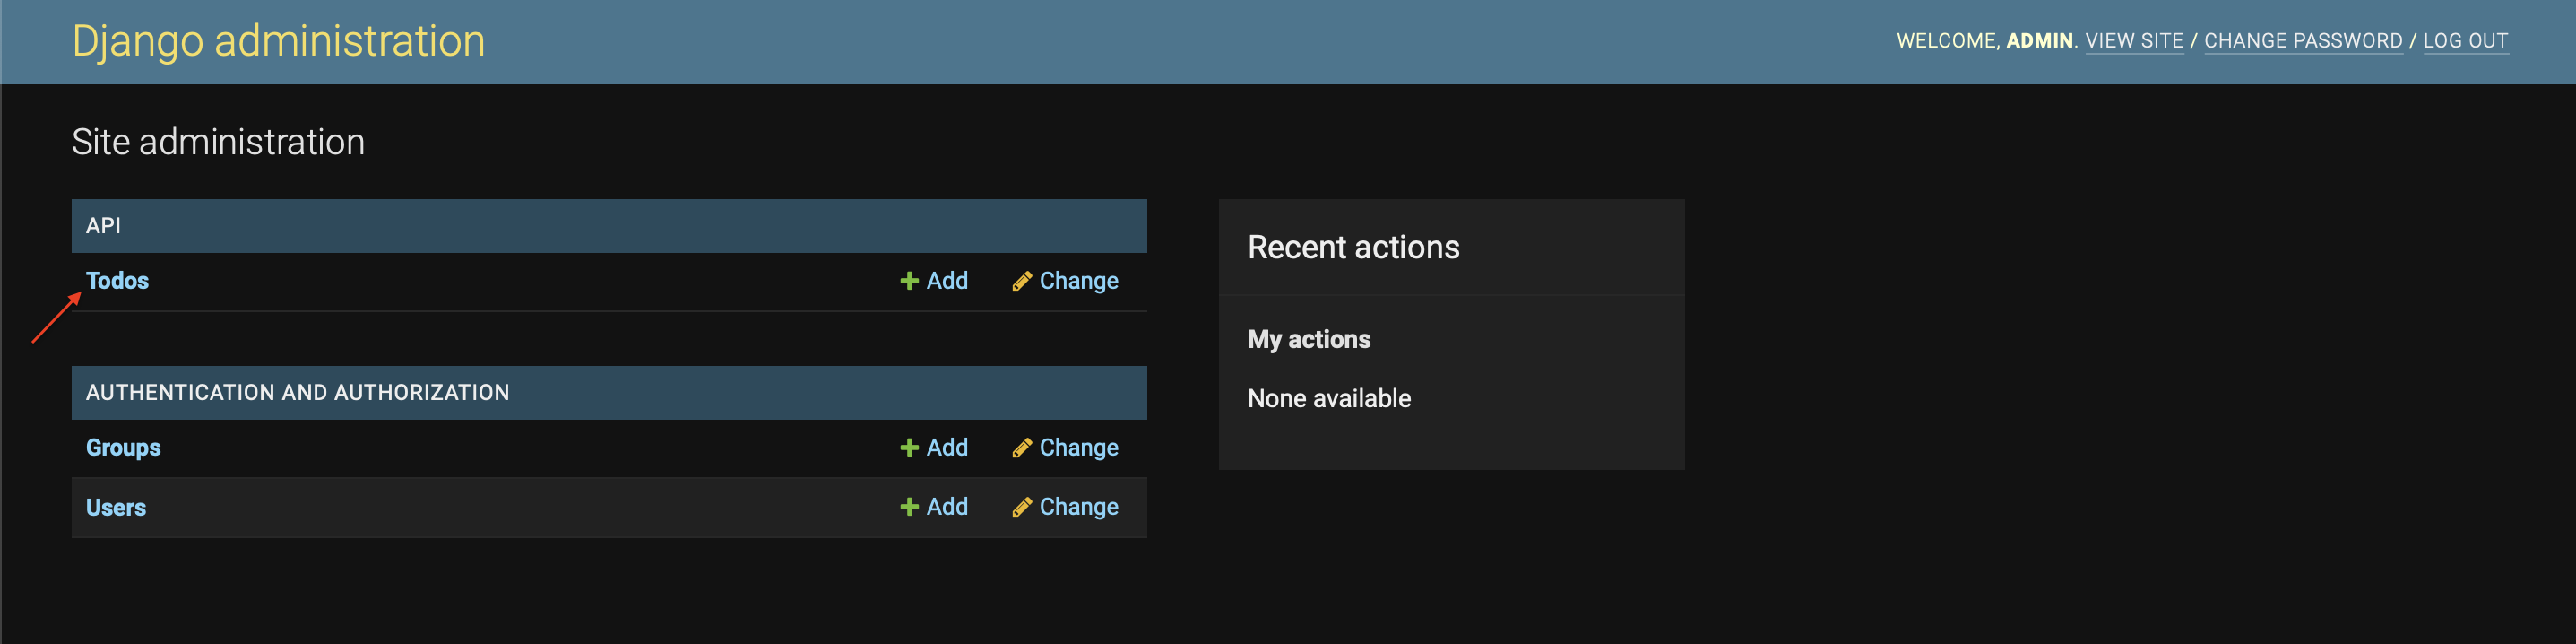 Django administration
WELCOME, ADMIN. VIEW SITE / CHANGE PASSWORD / LOG OUT
Site administration
API
Todos Add Change
AUTHENTICATION AND AUTHORIZATION
Groups Add Change
Users Add Change
Recent actions
My actions
None available